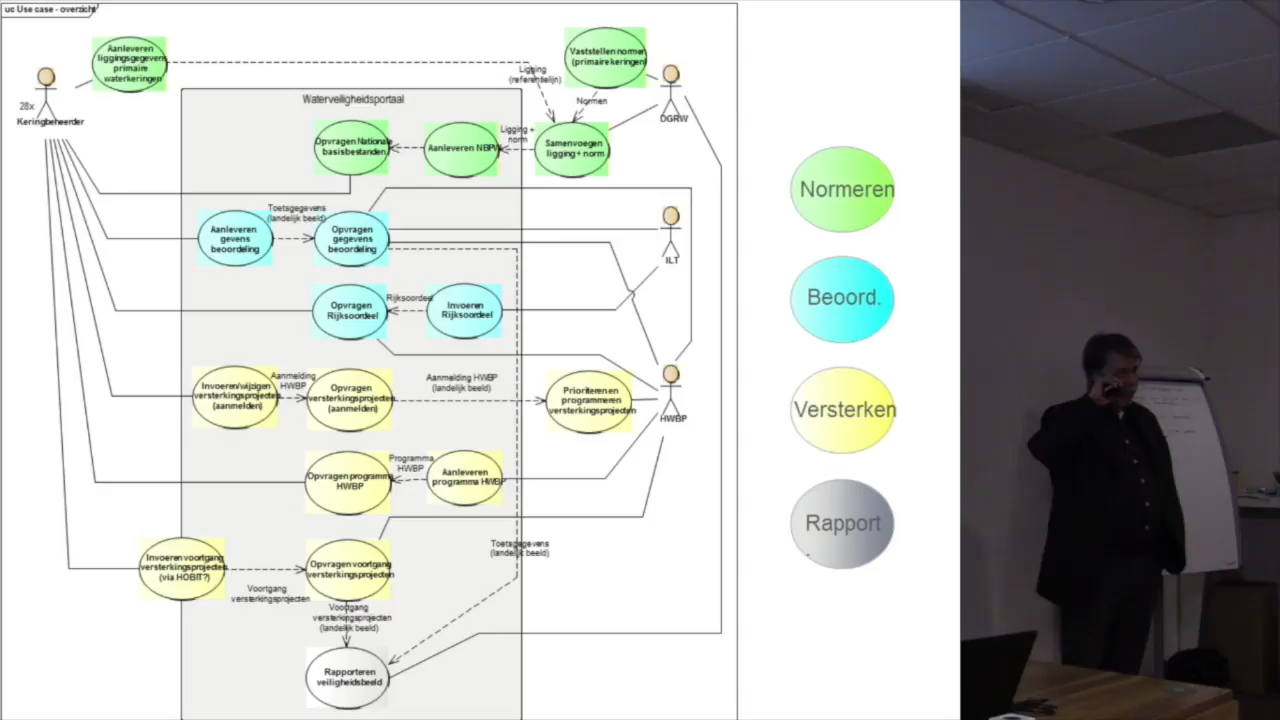 uc Use case - overzicht
Aanleveren
liggingsgegevens
primaire
waterkeringen
28x
Keringbeheerder
Vaststellen normen
(primaire keringen)
Ligging
(referentielijn)
Normen
DGRW
Waterveiligheidsportaal
Opvragen Nationale
basisbestanden
Aanleveren NBPW
Ligging +
norm
Samenvoegen
ligging + norm
Aanleveren
gevens
beoordeling
Toetsgegevens
(landelijk beeld)
Opvragen
gegevens
beoordeling
ILT
Opvragen
Rijksoordeel
Rijksoordeel
Invoeren
Rijksoordeel
Invoeren/wijzigen
versterkingsprojecten
(aanmelden)
Aanmelding
HWBP
Opvragen
versterkingsprojecten
(aanmelden)
Aanmelding HWBP
(landelijk beeld)
Prioriteren en
programmeren
versterkingsprojecten
HWBP
Opvragen programma
HWBP
Programma
HWBP
Aanleveren
programma HWBP
Invoeren voortgang
versterkingsprojecten
(via HOBIT?)
Voortgang
versterkingsprojecten
Opvragen voortgang
versterkingsprojecten
Toetsgegevens
(landelijk beeld)
Voortgang
versterkingsprojecten
(landelijk beeld)
Rapporteren
veiligheidsbeeld
Normeren
Beoord.
Versterken
Rapport